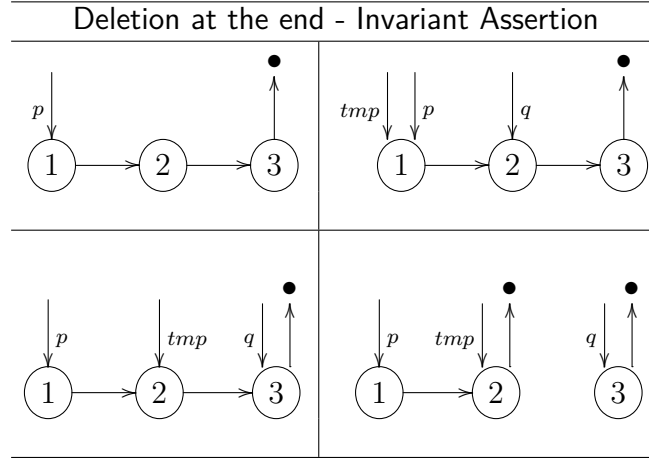 Deletion at the end - Invariant Assertion
p
1 2 3
tmp p q
1 2 3
p tmp q
1 2 3
p tmp q
1 2 3